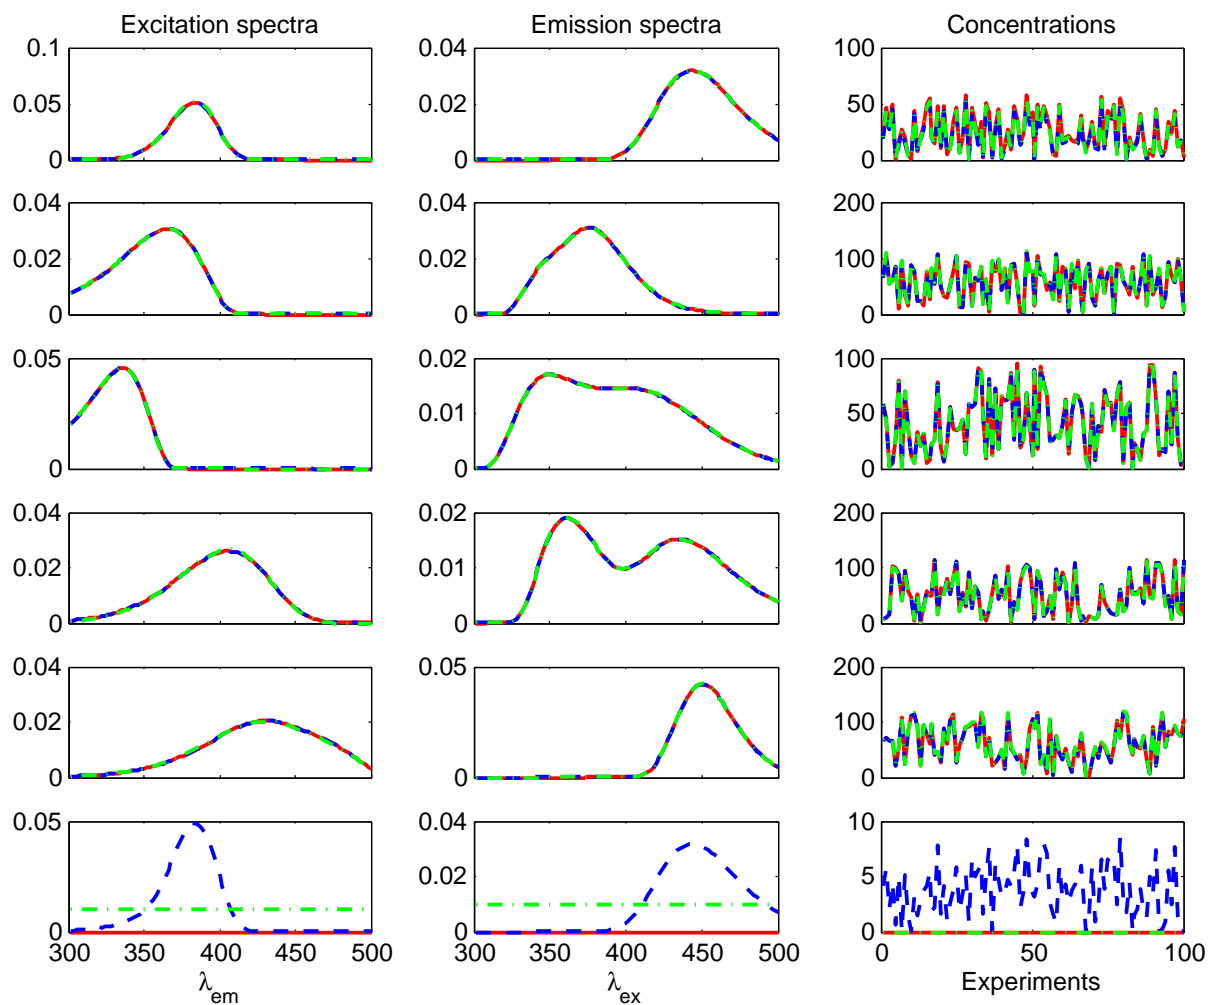 Excitation spectra Emission spectra Concentrations
0.1 0.04 100
0.05 0.02 50
0 0 0
0.04 0.04 200
0.02 0.02 100
0 0 0
0.05 0.02 100
0.01 50
0 0 0
0.04 0.02 200
0.02 0.01 100
0 0 0
0.04 0.05 200
0.02 100
0 0 0
0.05 0.04 10
0.02 5
0 0 0
300 350 400 450 500 300 350 400 450 500 0 50 100
λem λex Experiments